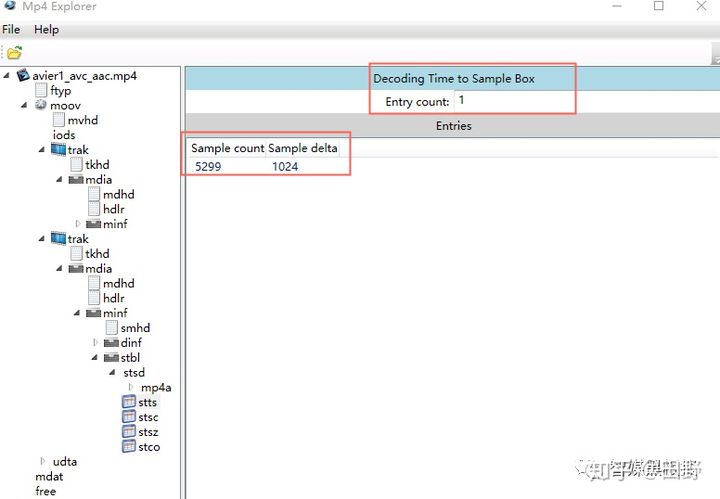 Mp4 Explorer
File Help
avier1_avc_aac.mp4
ftyp
moov
mvhd
iods
trak
tkhd
mdia
mdhd
hdlr
minf
trak
tkhd
mdia
mdhd
hdlr
minf
smhd
dinf
stbl
stsd
mp4a
stts
stsc
stsz
stco
udta
mdat
free
Decoding Time to Sample Box
Entry count: 1
Entries
Sample count Sample delta
5299 1024
知乎 @田野